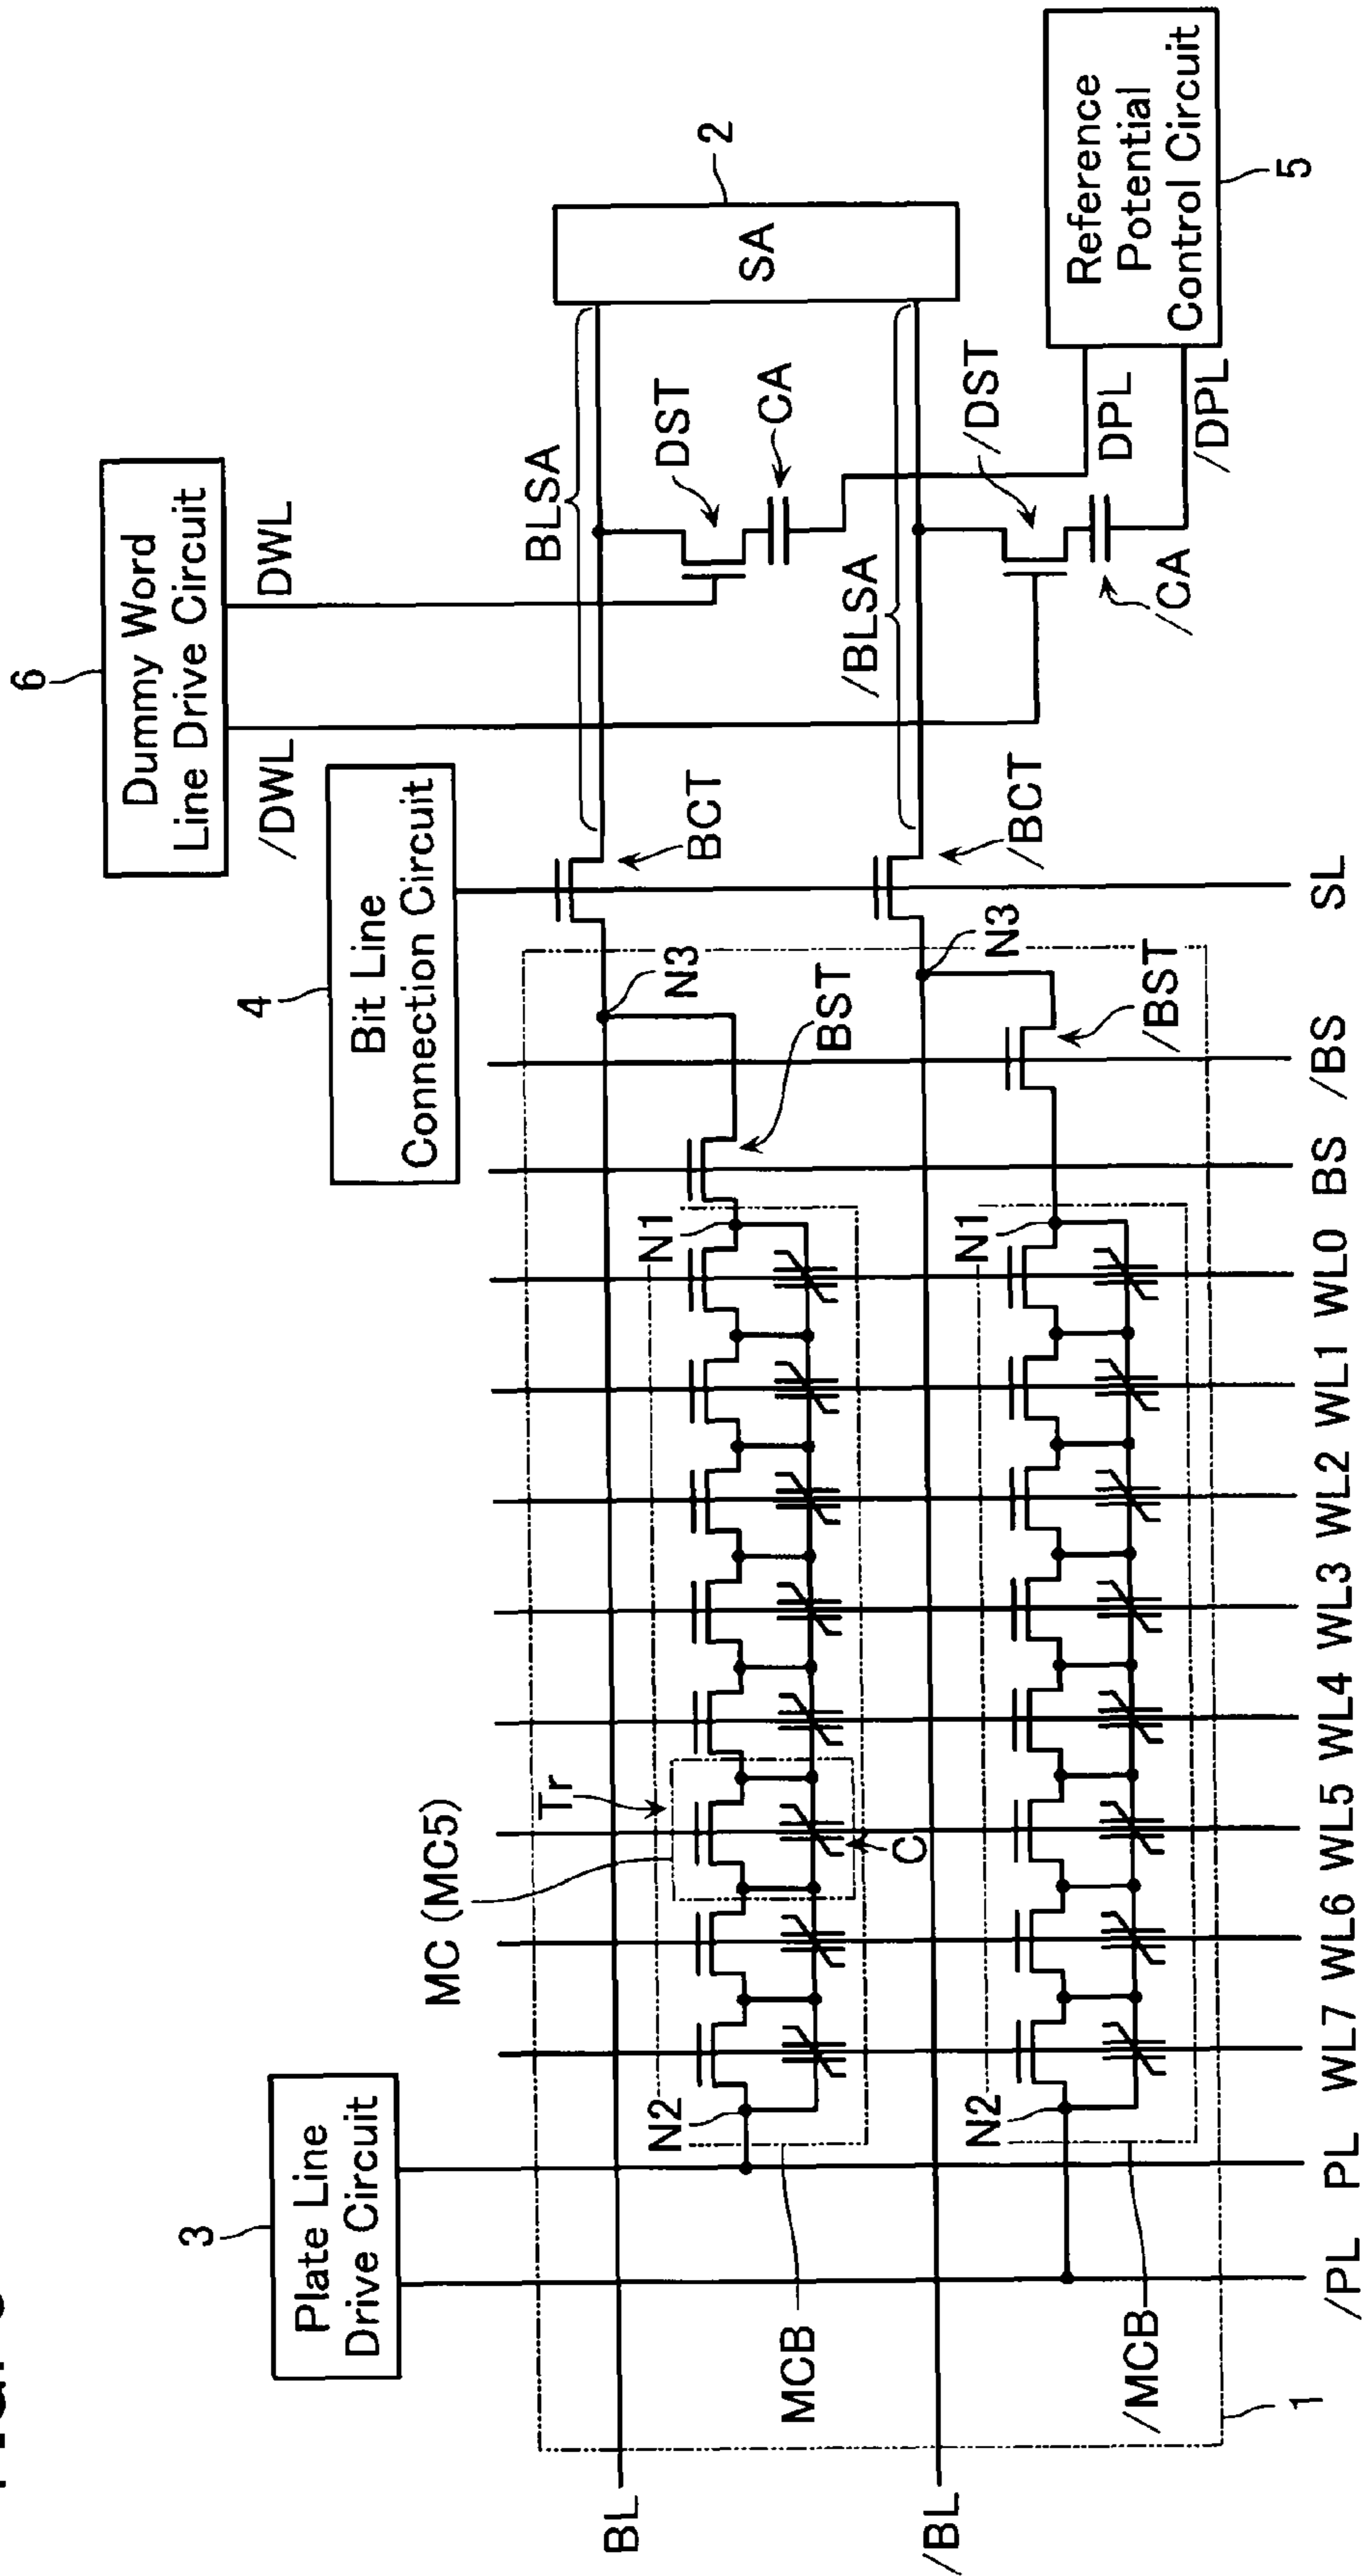 6
Dummy Word
Line Drive Circuit
/DWL
DWL
4
Bit Line
Connection Circuit
3
Plate Line
Drive Circuit
MC (MC5)
Tr
C
BL
/BL
N2
N1
N3
BST
BCT
BLSA
DST
CA
SA
2
N2
N1
N3
/BST
/BCT
/BLSA
/DST
/CA
DPL
/DPL
Reference
Potential
Control Circuit
5
MCB
/MCB
1
/PL
PL
WL7
WL6
WL5
WL4
WL3
WL2
WL1
WL0
BS
/BS
SL